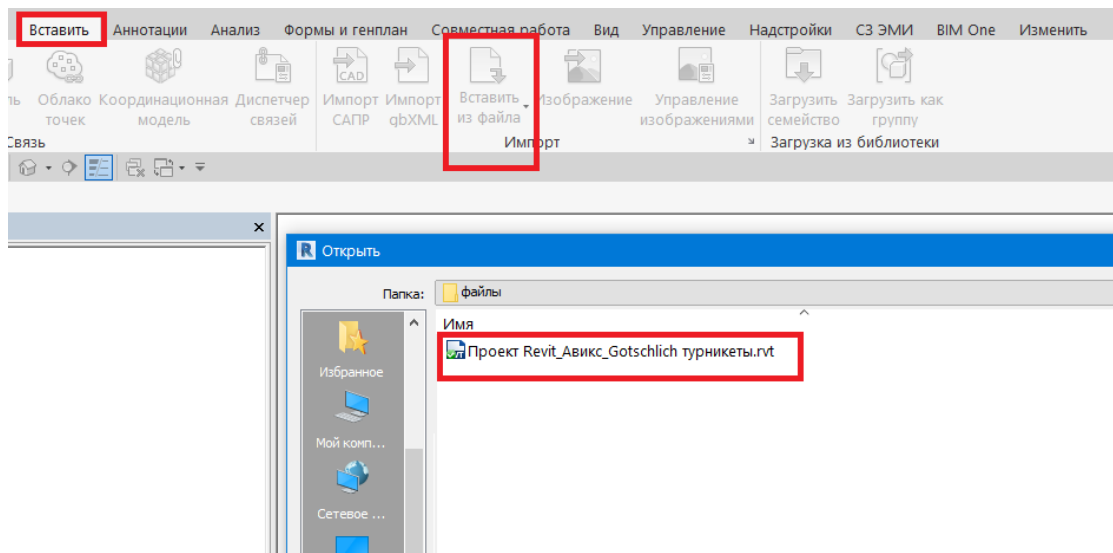 Вставить Аннотации Анализ Формы и генплан Совместная работа Вид Управление Надстройки СЗ ЭМИ BIM One Изменить
Облако Координационная Диспетчер Импорт Импорт Вставить Изображение Управление Загрузить Загрузить как
точек модель связей САПР gbXML из файла изображениями семейство группу
Связь Импорт Загрузка из библиотеки
CAD
R Открыть
Папка: файлы
Имя
Проект Revit_Авикс_Gotschlich турникеты.rvt
Избранное
Мой комп...
Сетевое ...